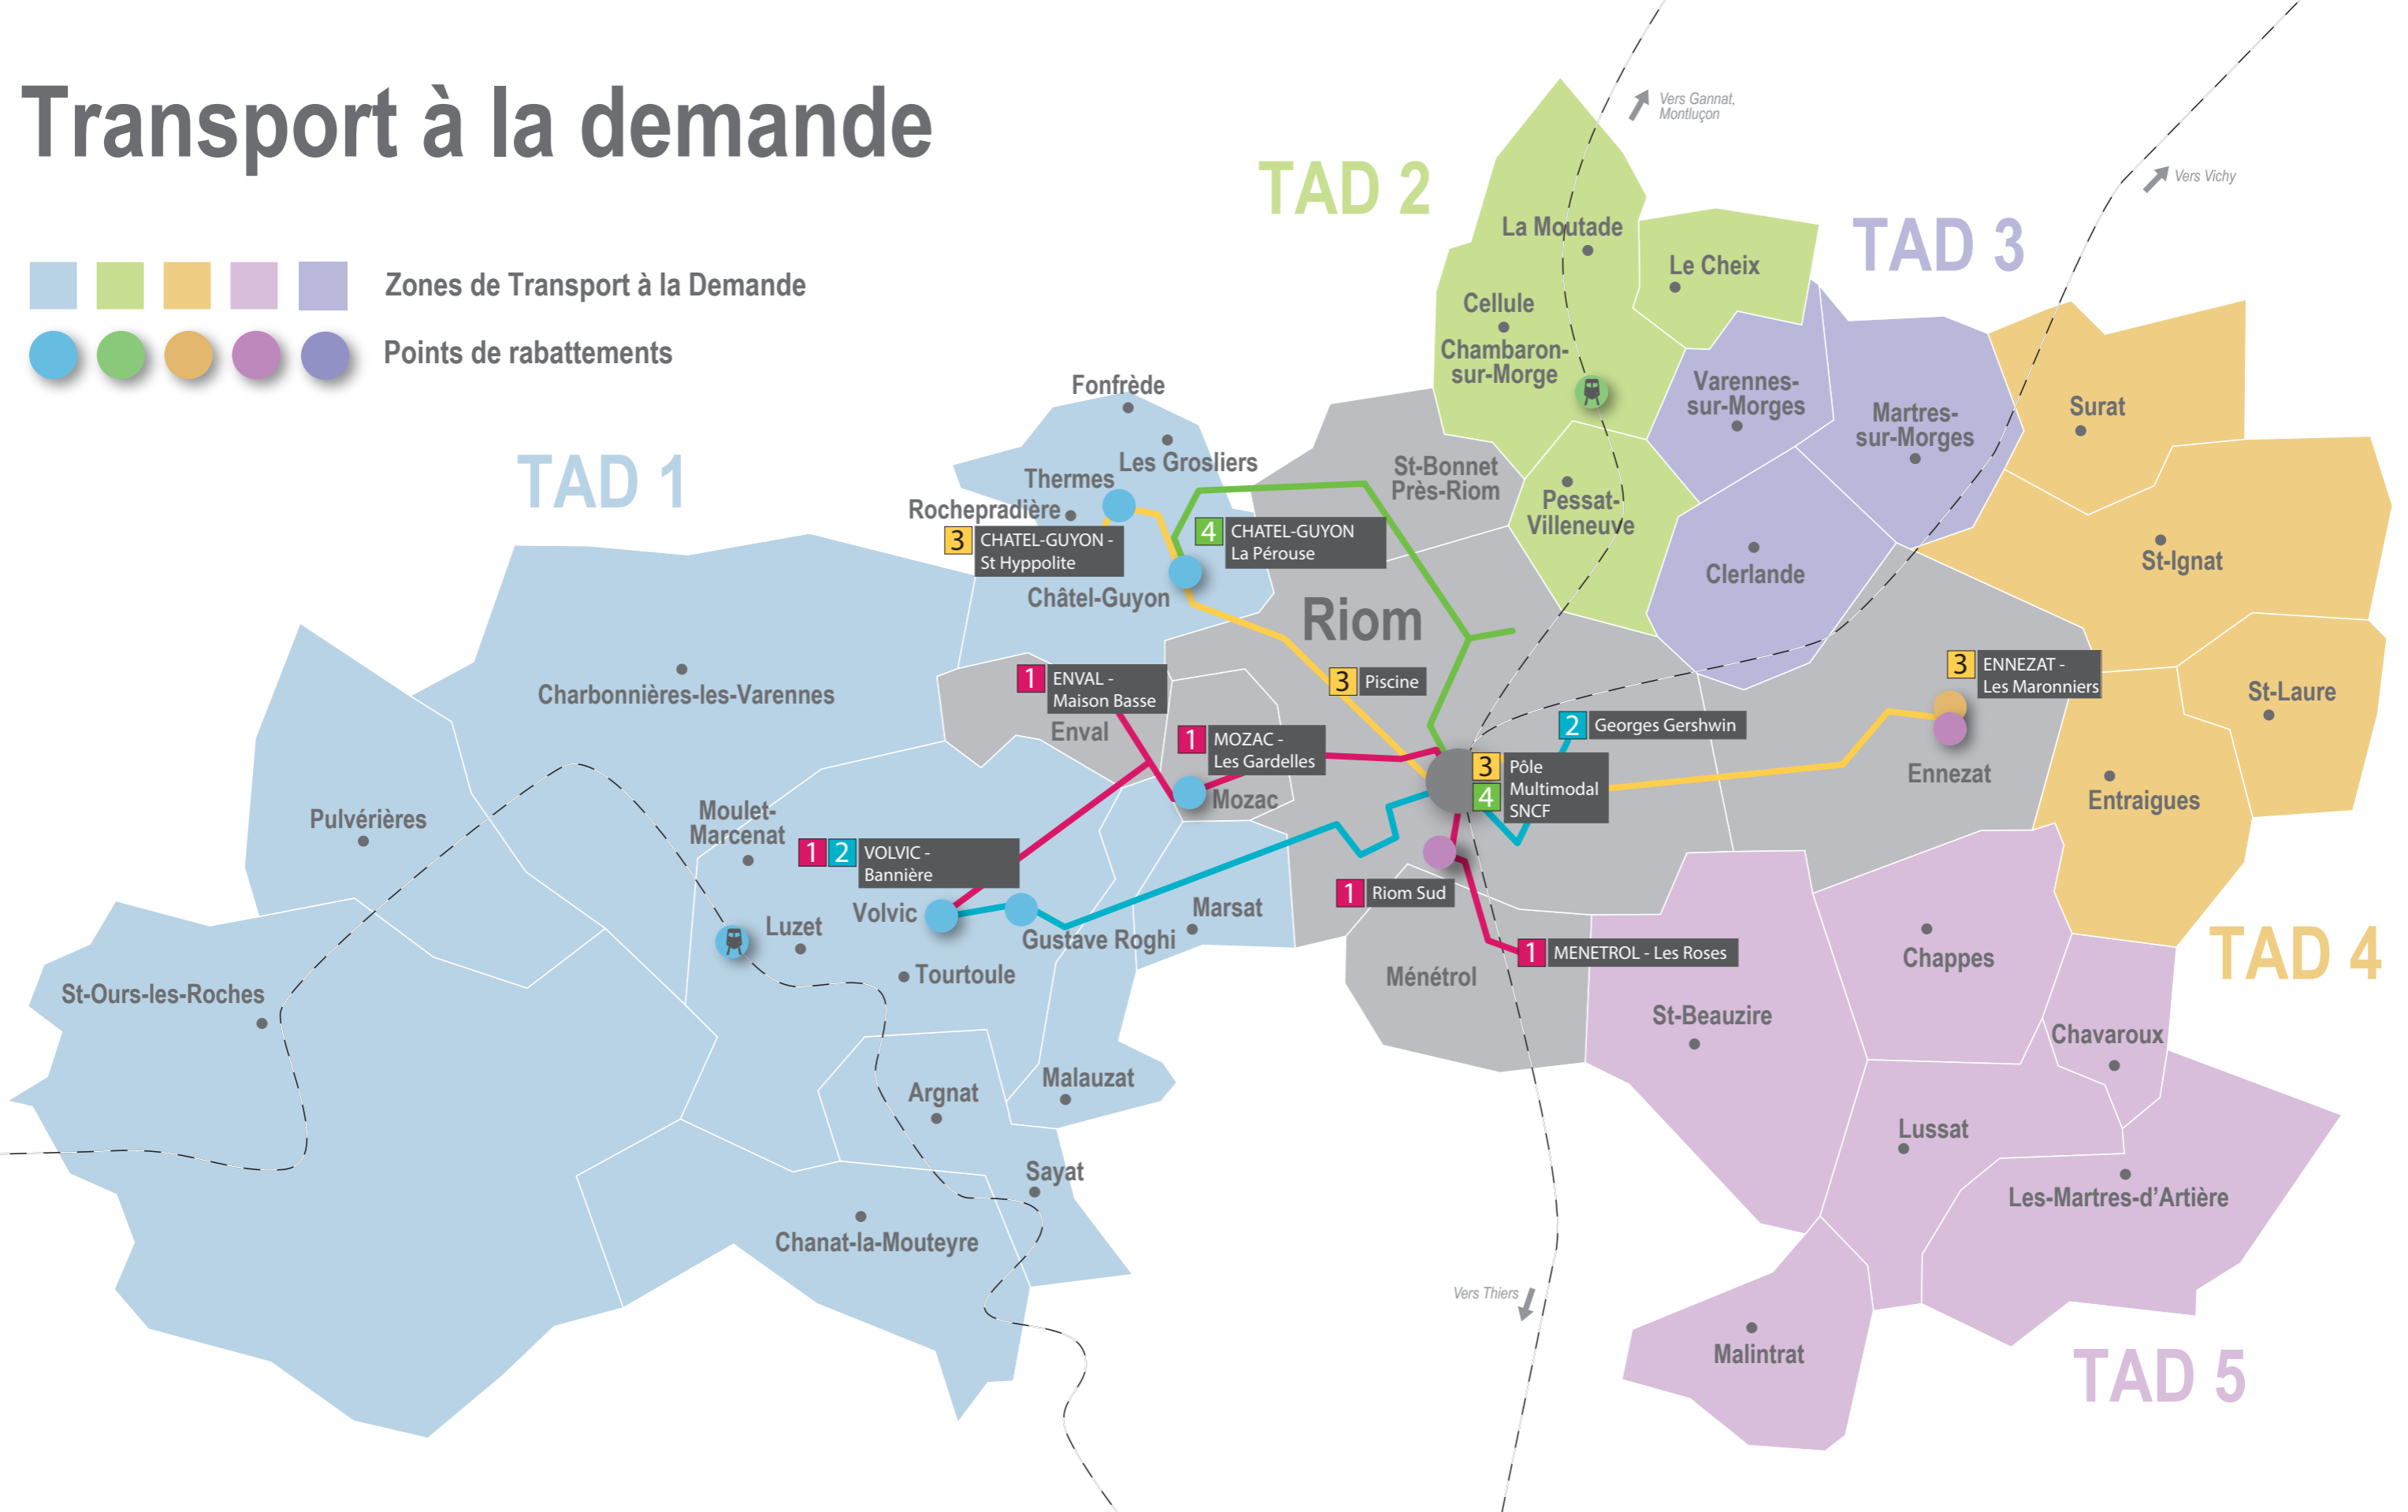 Transport à la demande
Zones de Transport à la Demande
Points de rabattements
TAD 1
TAD 2
TAD 3
TAD 4
TAD 5
Vers Gannat,
Montluçon
Vers Vichy
La Moutade
Le Cheix
Cellule
Chambaron-
sur-Morge
Varennes-
sur-Morges
Martres-
sur-Morges
Surat
Fonfrède
Les Grosliers
Thermes
Rochepradière
3 CHATEL-GUYON -
St Hyppolite
4 CHATEL-GUYON
La Pérouse
Châtel-Guyon
St-Bonnet
Près-Riom
Pessat-
Villeneuve
Clerlande
St-Ignat
Riom
Charbonnières-les-Varennes
1 ENVAL -
Maison Basse
Enval
3 Piscine
1 MOZAC -
Les Gardelles
Mozac
2 Georges Gershwin
3 Pôle
4 Multimodal
SNCF
3 ENNEZAT -
Les Maronniers
Ennezat
St-Laure
Entraigues
Pulvérières
Moulet-
Marcenat
1 2 VOLVIC -
Bannière
Volvic
Luzet
Gustave Roghi
Marsat
Tourtoule
1 Riom Sud
1 MENETROL - Les Roses
Ménétrol
St-Ours-les-Roches
Chappes
St-Beauzire
Chavaroux
Argnat
Malauzat
Lussat
Sayat
Les-Martres-d'Artière
Chanat-la-Mouteyre
Vers Thiers
Malintrat